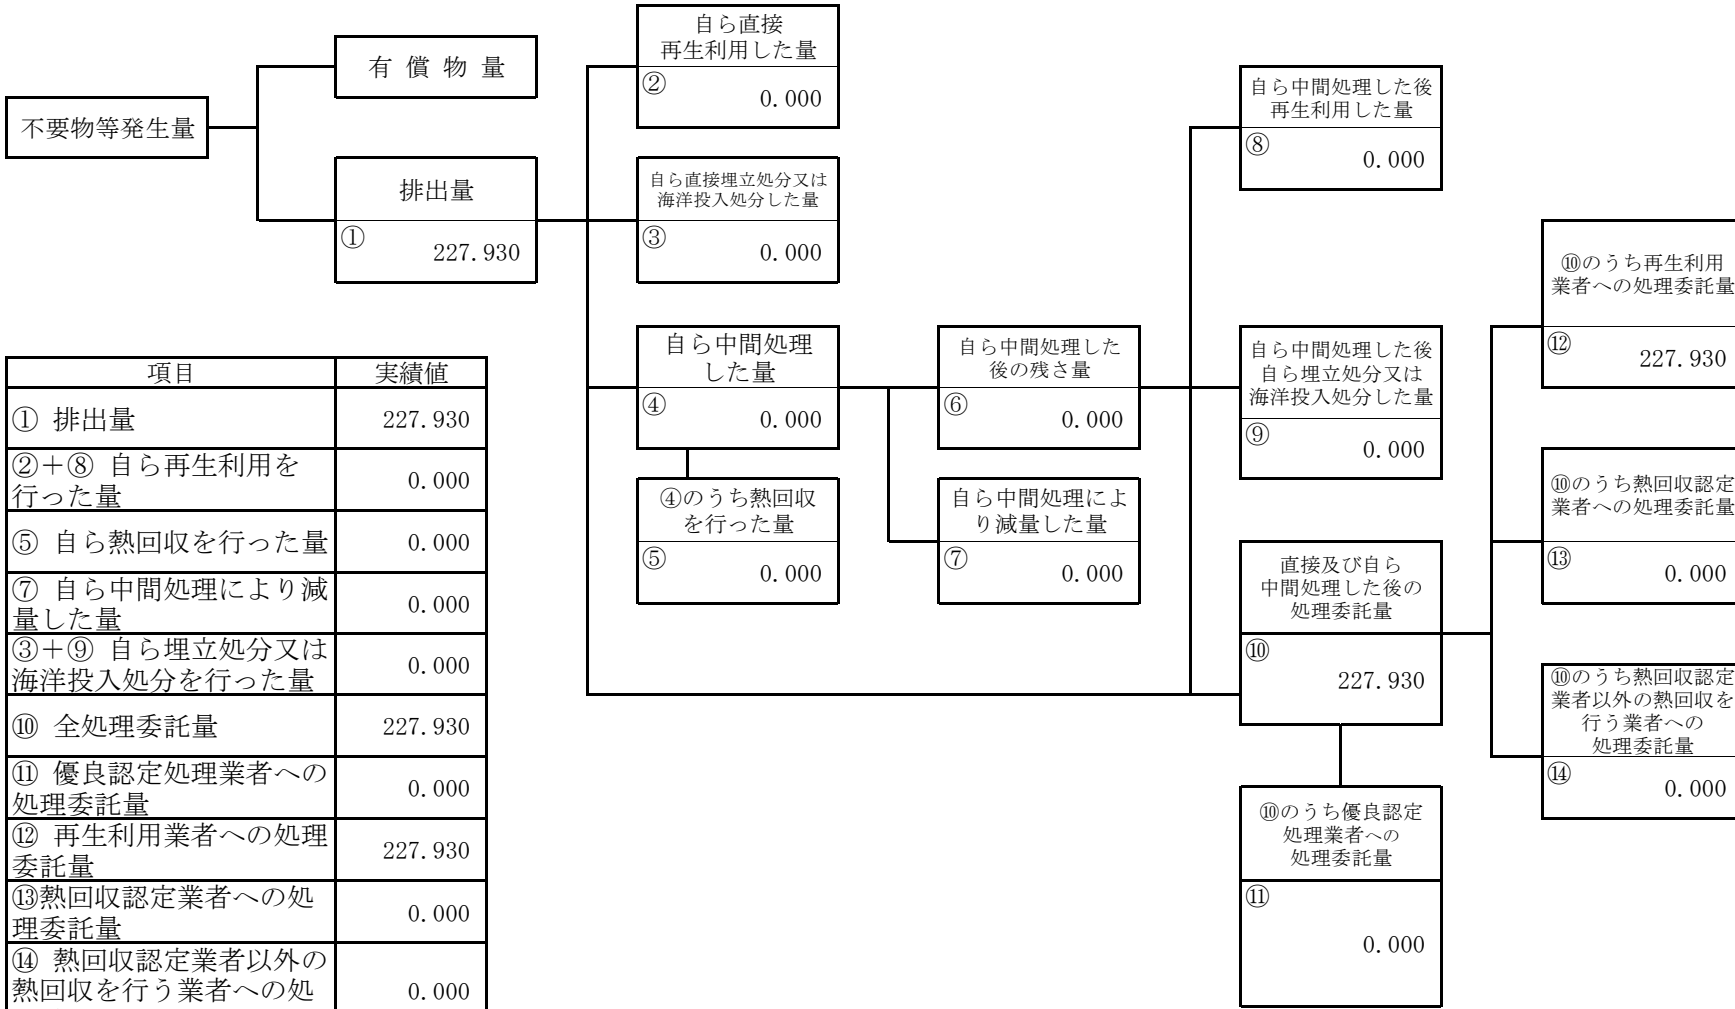 不要物等発生量
有 償 物 量
排出量
①
227.930
自ら直接
再生利用した量
②
0.000
自ら直接埋立処分又は
海洋投入処分した量
③
0.000
自ら中間処理
した量
④
0.000
④のうち熱回収
を行った量
⑤
0.000
自ら中間処理した
後の残さ量
⑥
0.000
自ら中間処理によ
り減量した量
⑦
0.000
自ら中間処理した後
再生利用した量
⑧
0.000
自ら中間処理した後
自ら埋立処分又は
海洋投入処分した量
⑨
0.000
直接及び自ら
中間処理した後の
処理委託量
⑩
227.930
⑩のうち優良認定
処理業者への
処理委託量
⑪
0.000
⑩のうち再生利用
業者への処理委託量
⑫
227.930
⑩のうち熱回収認定
業者への処理委託量
⑬
0.000
⑩のうち熱回収認定
業者以外の熱回収を
行う業者への
処理委託量
⑭
0.000
項目 実績値
① 排出量 227.930
②＋⑧ 自ら再生利用を
行った量 0.000
⑤ 自ら熱回収を行った量 0.000
⑦ 自ら中間処理により減
量した量 0.000
③＋⑨ 自ら埋立処分又は
海洋投入処分を行った量 0.000
⑩ 全処理委託量 227.930
⑪ 優良認定処理業者への
処理委託量 0.000
⑫ 再生利用業者への処理
委託量 227.930
⑬熱回収認定業者への処
理委託量 0.000
⑭ 熱回収認定業者以外の
熱回収を行う業者への処 0.000